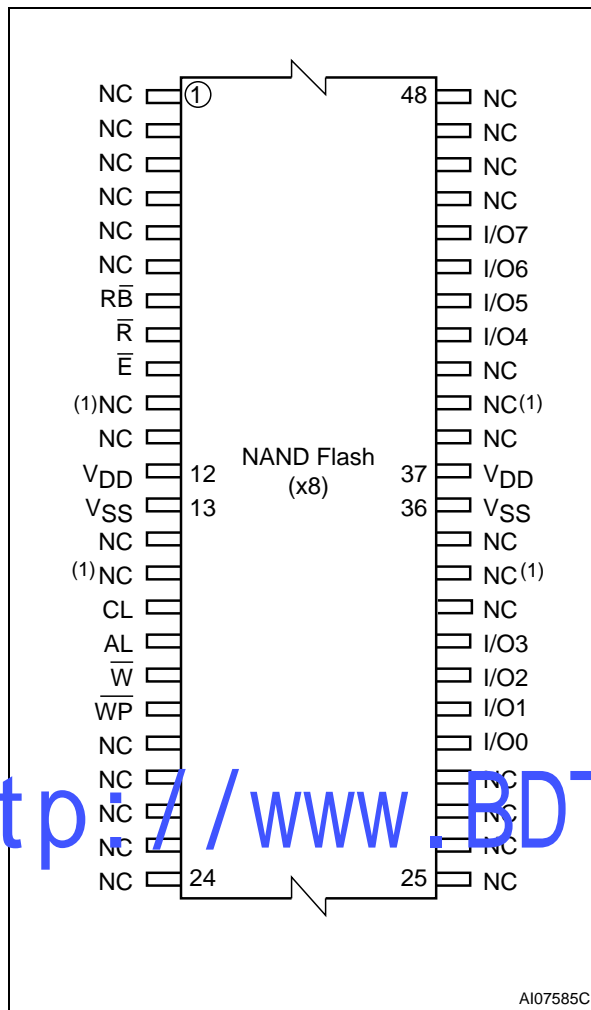 NC 1 48 NC
NC NC
NC NC
NC NC
NC I/O7
NC I/O6
RB̅ I/O5
R̅ I/O4
E̅ NC
(1)NC NC(1)
NC NC
VDD 12 NAND Flash 37 VDD
(x8)
VSS 13 36 VSS
NC NC
(1)NC NC(1)
CL NC
AL I/O3
W̅ I/O2
W̅P̅ I/O1
NC I/O0
NC NC
tp://www.BDT
NC NC
NC NC
NC 24 25 NC
AI07585C